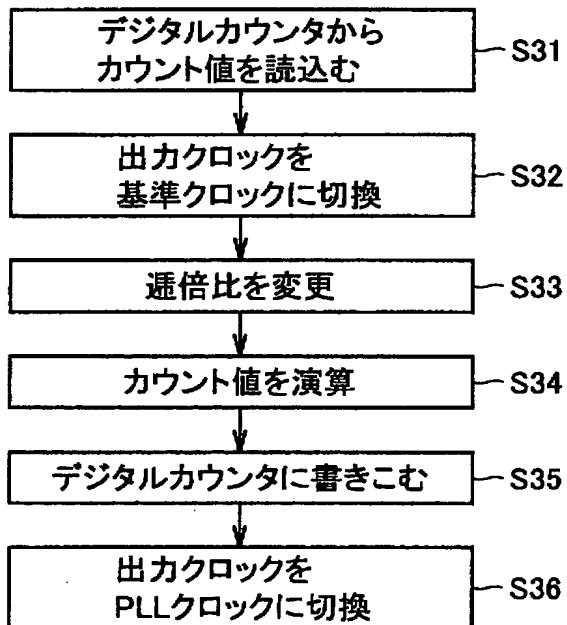 デジタルカウンタから
カウント値を読込む
S31
出力クロックを
基準クロックに切換
S32
逓倍比を変更
S33
カウント値を演算
S34
デジタルカウンタに書きこむ
S35
出力クロックを
PLLクロックに切換
S36